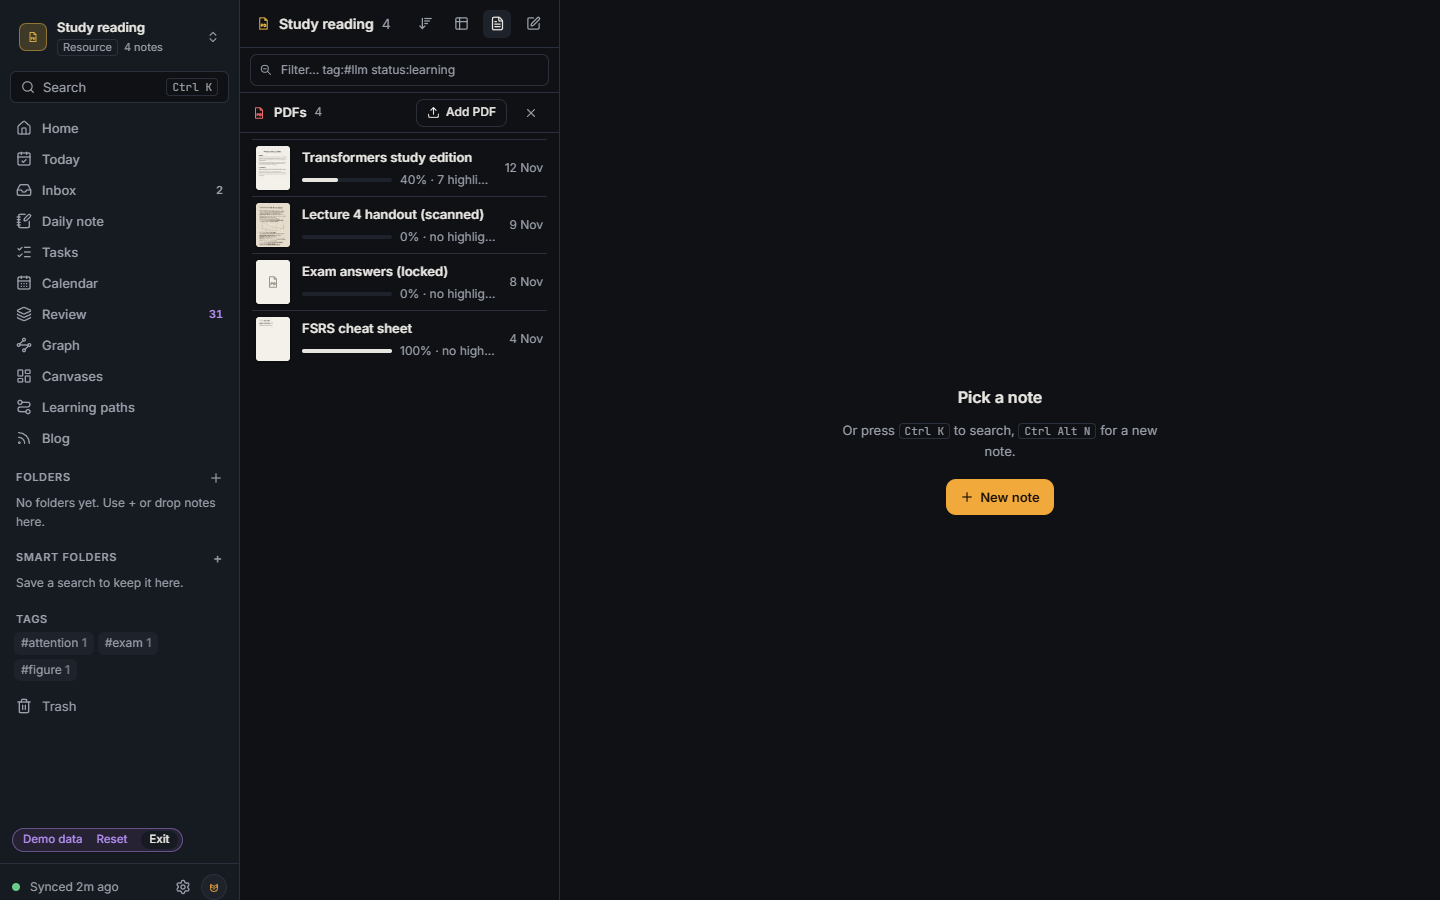 Study reading
Resource 4 notes
Search Ctrl K
Home
Today
Inbox 2
Daily note
Tasks
Calendar
Review 31
Graph
Canvases
Learning paths
Blog
FOLDERS
No folders yet. Use + or drop notes
here.
SMART FOLDERS +
Save a search to keep it here.
TAGS
#attention 1 #exam 1
#figure 1
Trash
Demo data Reset Exit
Synced 2m ago
Study reading 4
Filter... tag:#llm status:learning
PDFs 4 Add PDF
Transformers study edition
40% · 7 highli... 12 Nov
Lecture 4 handout (scanned)
0% · no highlig... 9 Nov
Exam answers (locked)
0% · no highlig... 8 Nov
FSRS cheat sheet
100% · no high... 4 Nov
Pick a note
Or press Ctrl K to search, Ctrl Alt N for a new
note.
+ New note